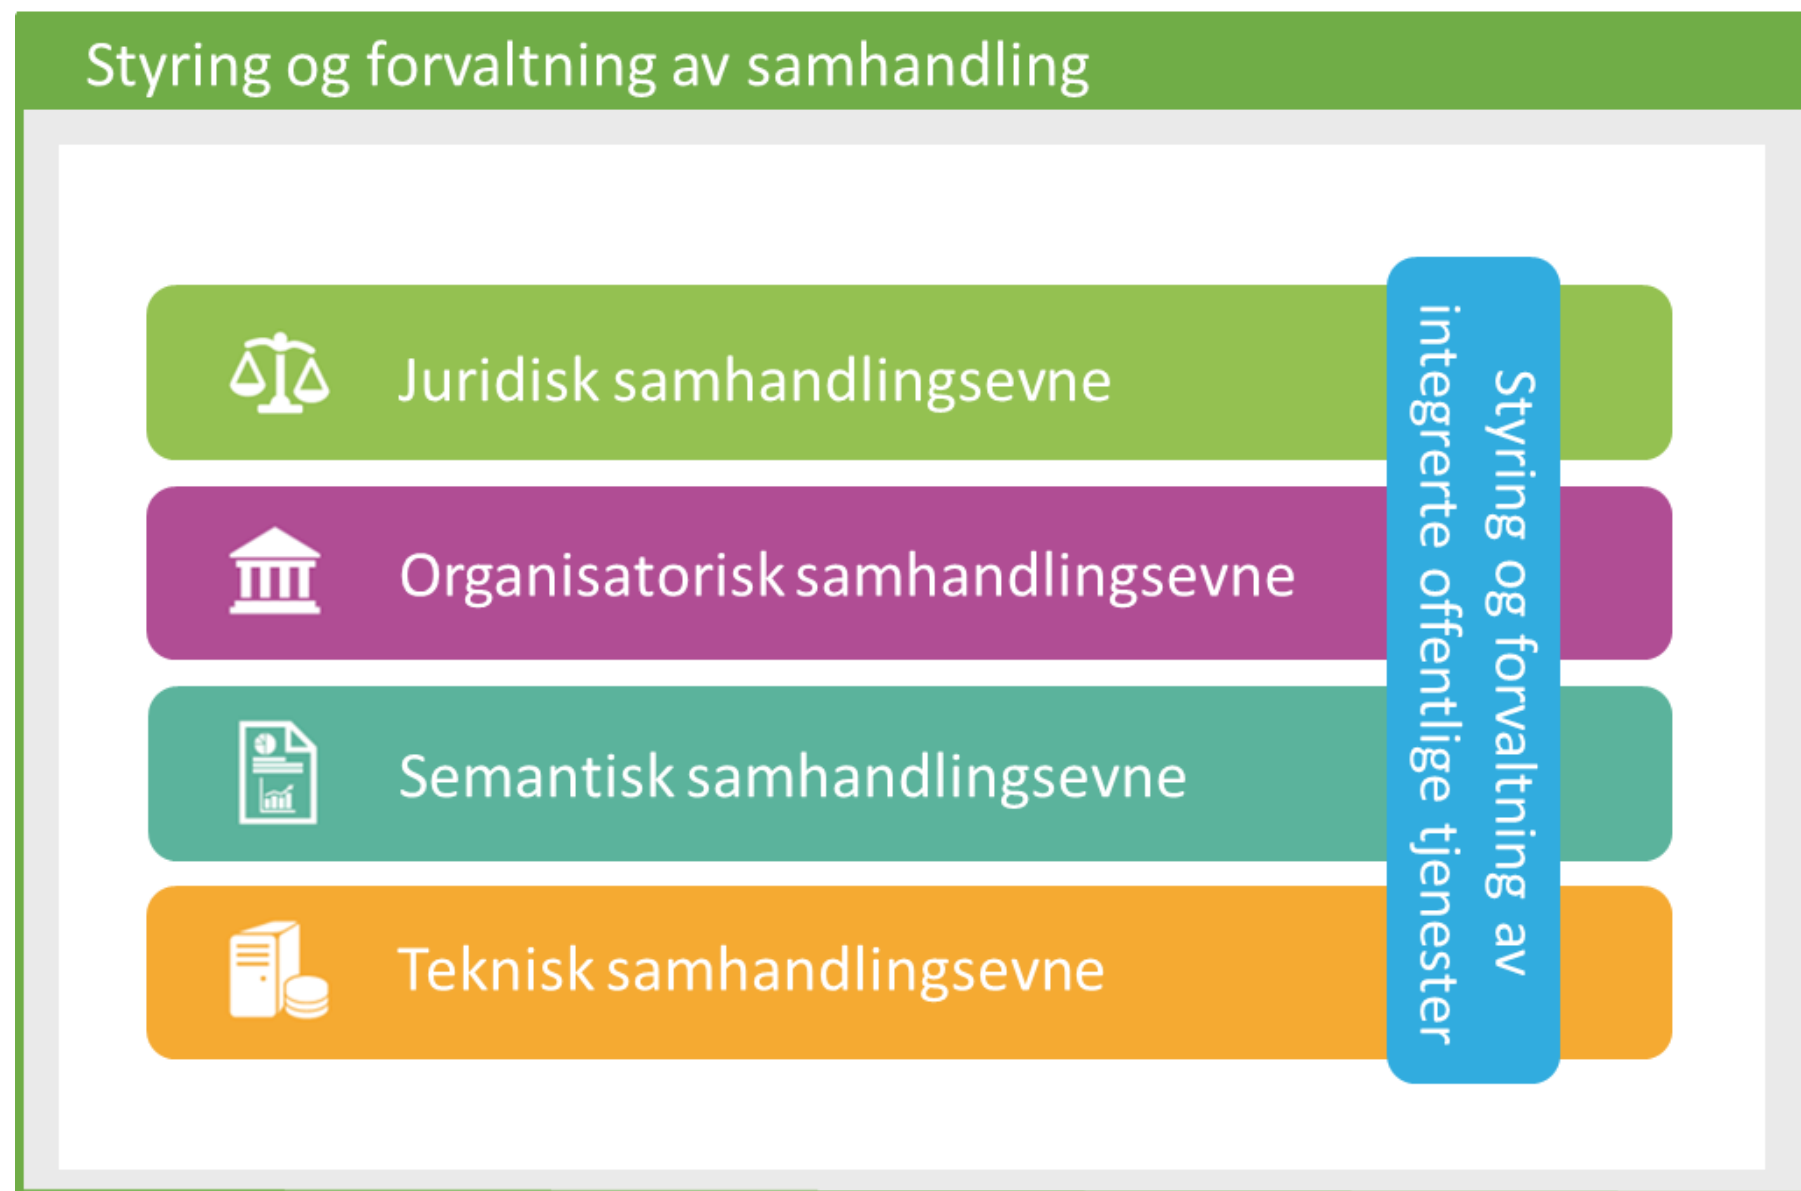 Styring og forvaltning av samhandling
Juridisk samhandlingsevne
Organisatorisk samhandlingsevne
Semantisk samhandlingsevne
Teknisk samhandlingsevne
Styring og forvaltning av
integrerte offentlige tjenester